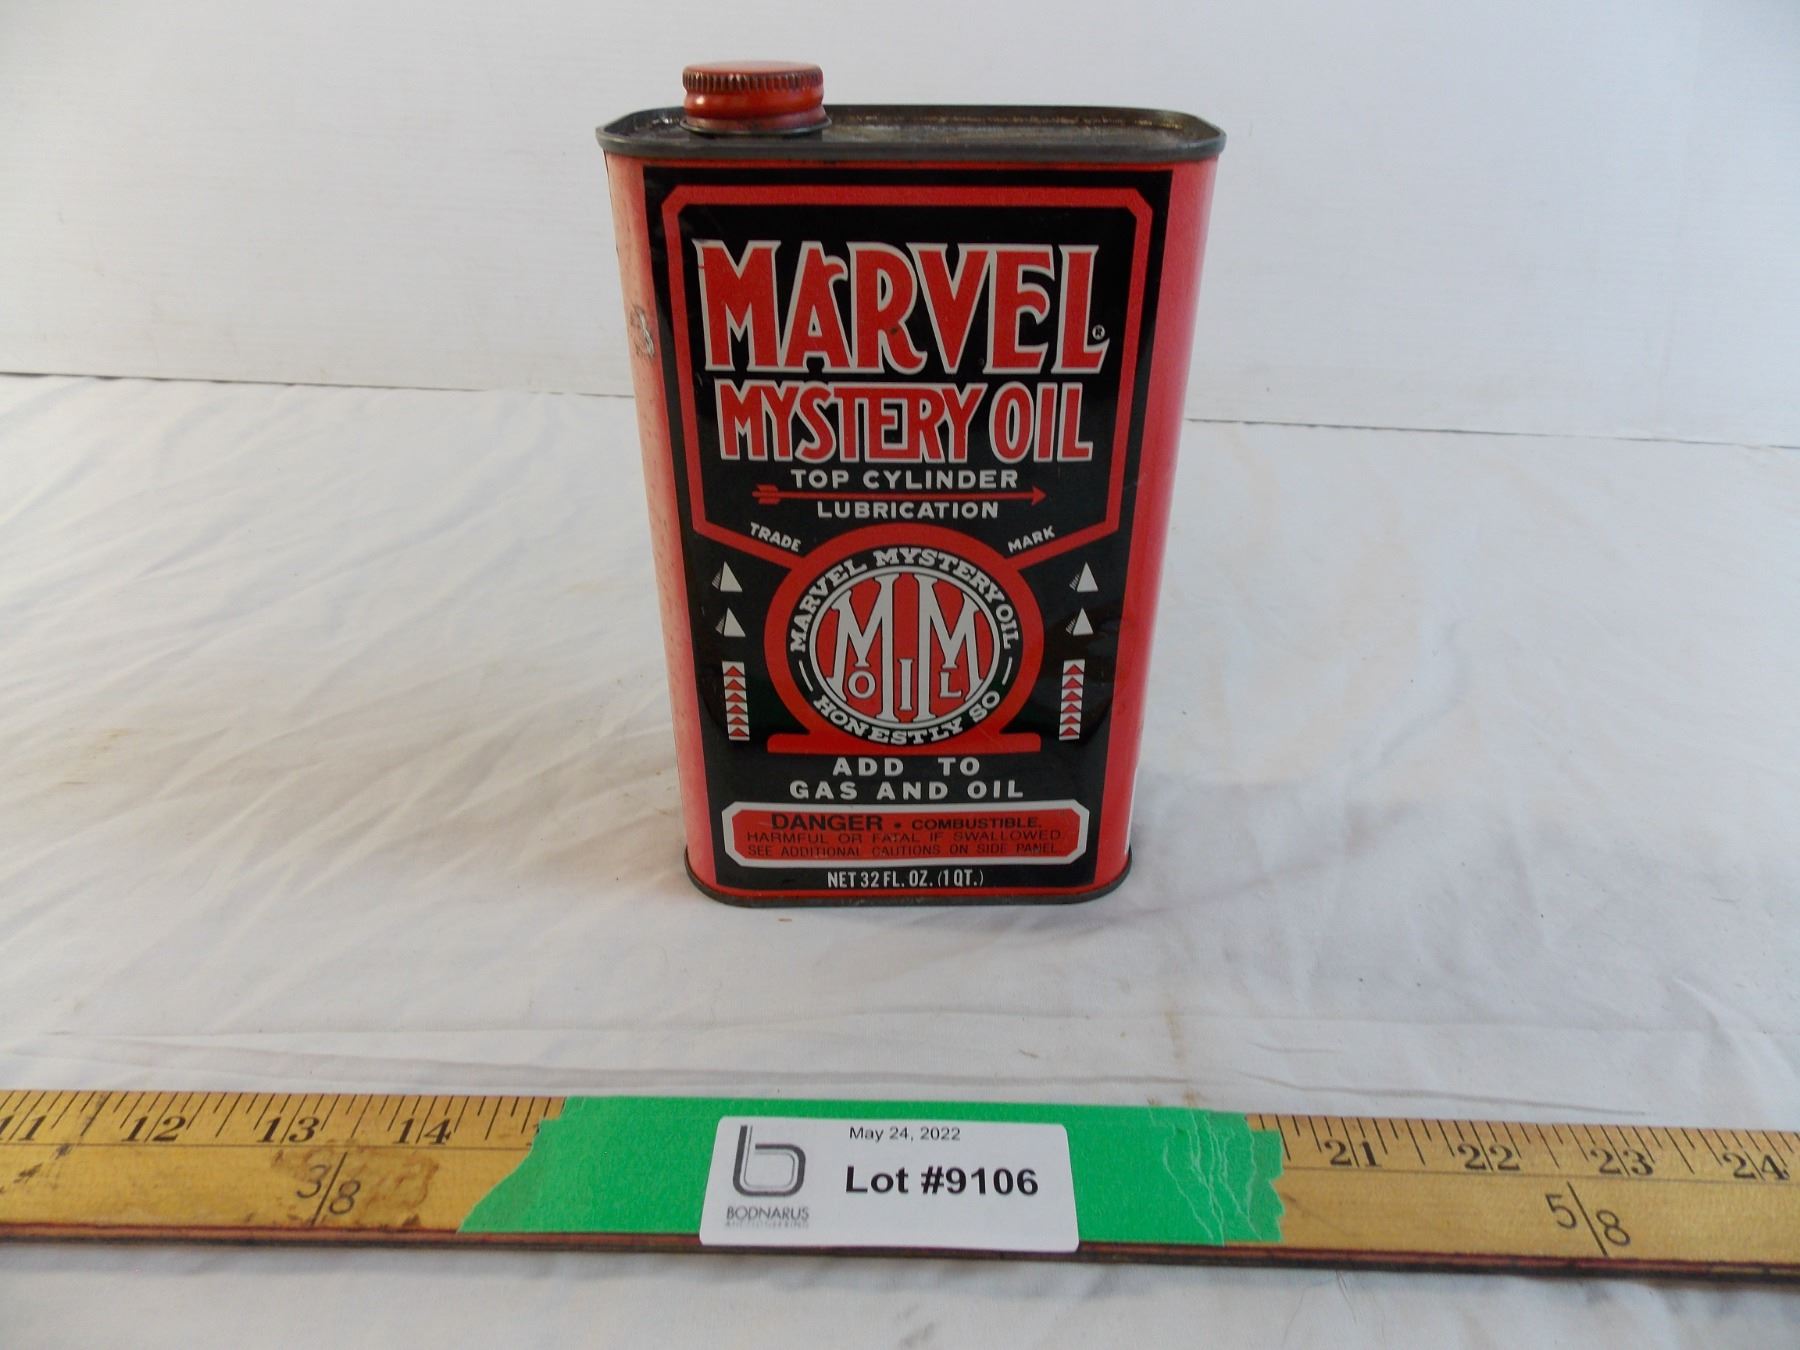 MARVEL®
MYSTERY OIL
TOP CYLINDER
LUBRICATION
TRADE MARK
MARVEL MYSTERY OIL
MM
OIL
HONESTLY SO
ADD TO
GAS AND OIL
DANGER • COMBUSTIBLE.
HARMFUL OR FATAL IF SWALLOWED.
SEE ADDITIONAL CAUTIONS ON SIDE PANEL.
NET 32 FL. OZ. (1 QT.)
11 12 13 14 21 22 23 24
3/8 5/8
May 24, 2022
Lot #9106
b
BODNARUS
AUCTIONEERING